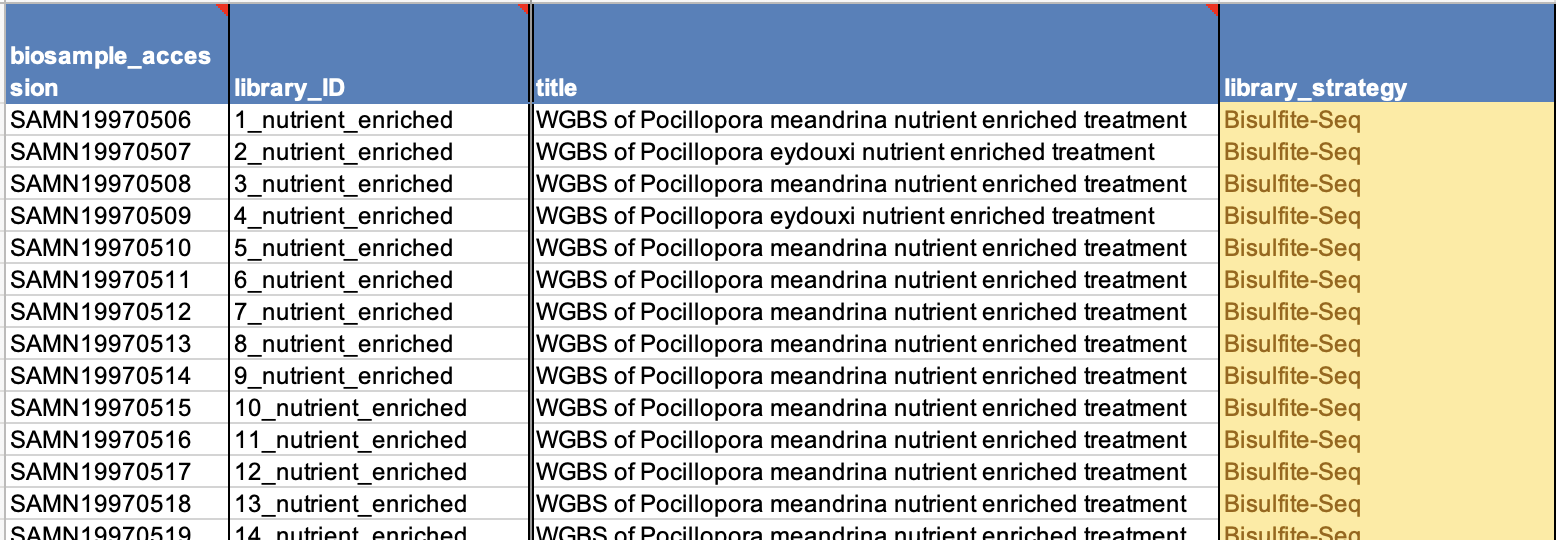 biosample_acces
sion library_ID title library_strategy
SAMN19970506 1_nutrient_enriched WGBS of Pocillopora meandrina nutrient enriched treatment Bisulfite-Seq
SAMN19970507 2_nutrient_enriched WGBS of Pocillopora eydouxi nutrient enriched treatment Bisulfite-Seq
SAMN19970508 3_nutrient_enriched WGBS of Pocillopora meandrina nutrient enriched treatment Bisulfite-Seq
SAMN19970509 4_nutrient_enriched WGBS of Pocillopora eydouxi nutrient enriched treatment Bisulfite-Seq
SAMN19970510 5_nutrient_enriched WGBS of Pocillopora meandrina nutrient enriched treatment Bisulfite-Seq
SAMN19970511 6_nutrient_enriched WGBS of Pocillopora meandrina nutrient enriched treatment Bisulfite-Seq
SAMN19970512 7_nutrient_enriched WGBS of Pocillopora meandrina nutrient enriched treatment Bisulfite-Seq
SAMN19970513 8_nutrient_enriched WGBS of Pocillopora meandrina nutrient enriched treatment Bisulfite-Seq
SAMN19970514 9_nutrient_enriched WGBS of Pocillopora meandrina nutrient enriched treatment Bisulfite-Seq
SAMN19970515 10_nutrient_enriched WGBS of Pocillopora meandrina nutrient enriched treatment Bisulfite-Seq
SAMN19970516 11_nutrient_enriched WGBS of Pocillopora meandrina nutrient enriched treatment Bisulfite-Seq
SAMN19970517 12_nutrient_enriched WGBS of Pocillopora meandrina nutrient enriched treatment Bisulfite-Seq
SAMN19970518 13_nutrient_enriched WGBS of Pocillopora meandrina nutrient enriched treatment Bisulfite-Seq
SAMN19970519 14_nutrient_enriched WGBS of Pocillopora meandrina nutrient enriched treatment Bisulfite-Seq